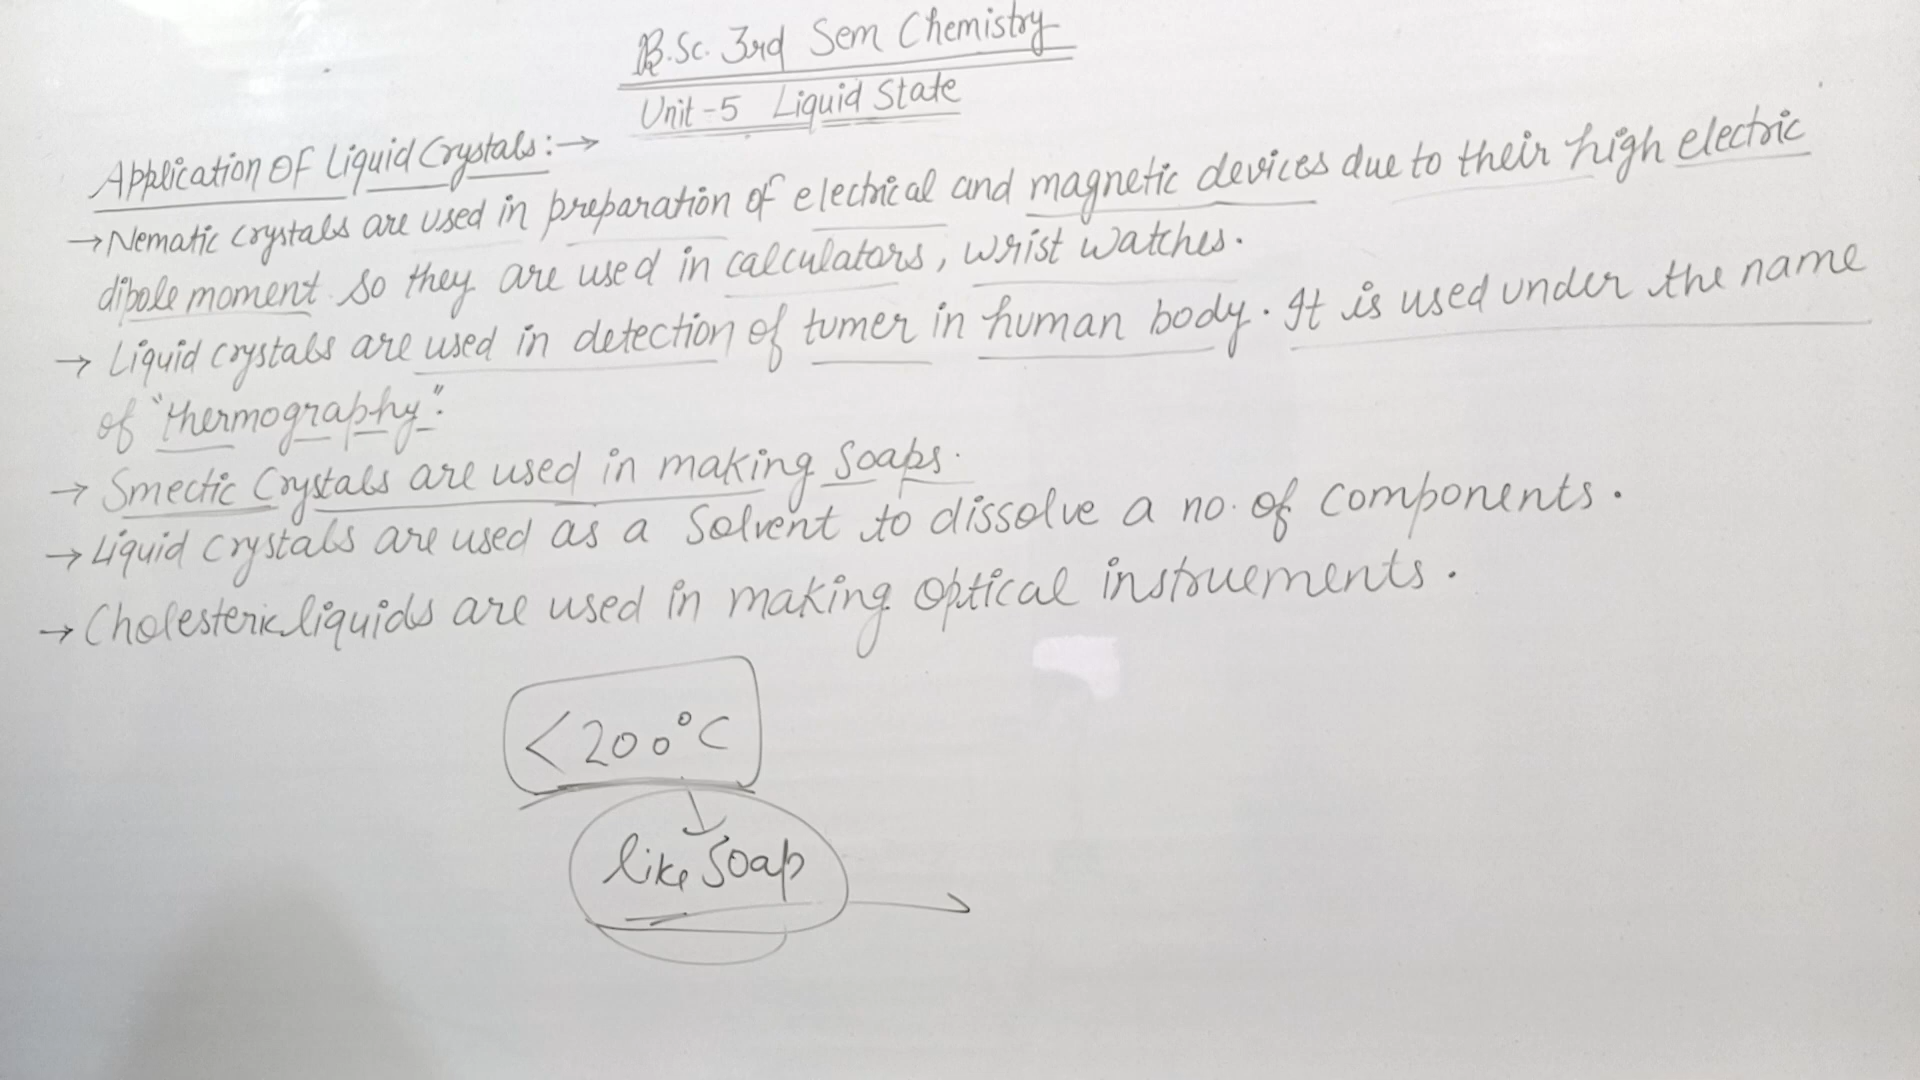 B.Sc. 3rd Sem Chemistry
Unit-5 Liquid State
Application OF Liquid Crystals:→
→ Nematic crystals are used in preparation of electrical and magnetic devices due to their high electric
dipole moment so they are used in calculators, wrist watches.
→ Liquid crystals are used in detection of tumer in human body. It is used under the name
of "thermography".
→ Smectic Crystals are used in making Soaps.
→ Liquid crystals are used as a Solvent to dissolve a no. of components.
→ Cholesteric liquids are used in making optical instruements.
<200°C
like Soap